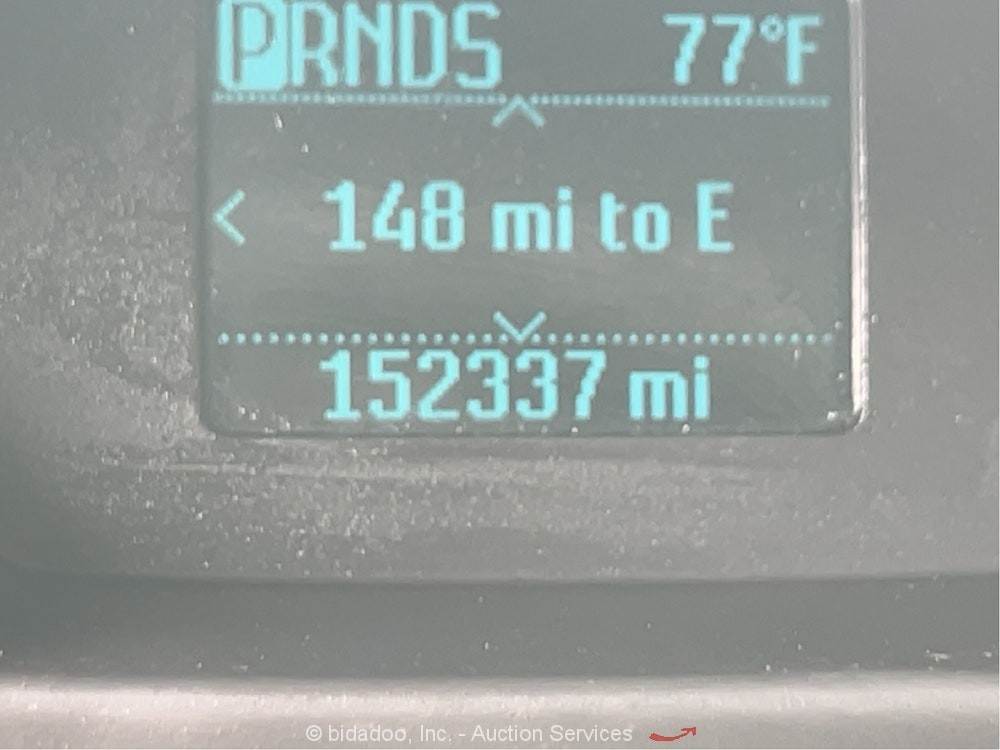 PRNDS 77°F
148 mi to E
152337 mi
© bidadoo, Inc. - Auction Services